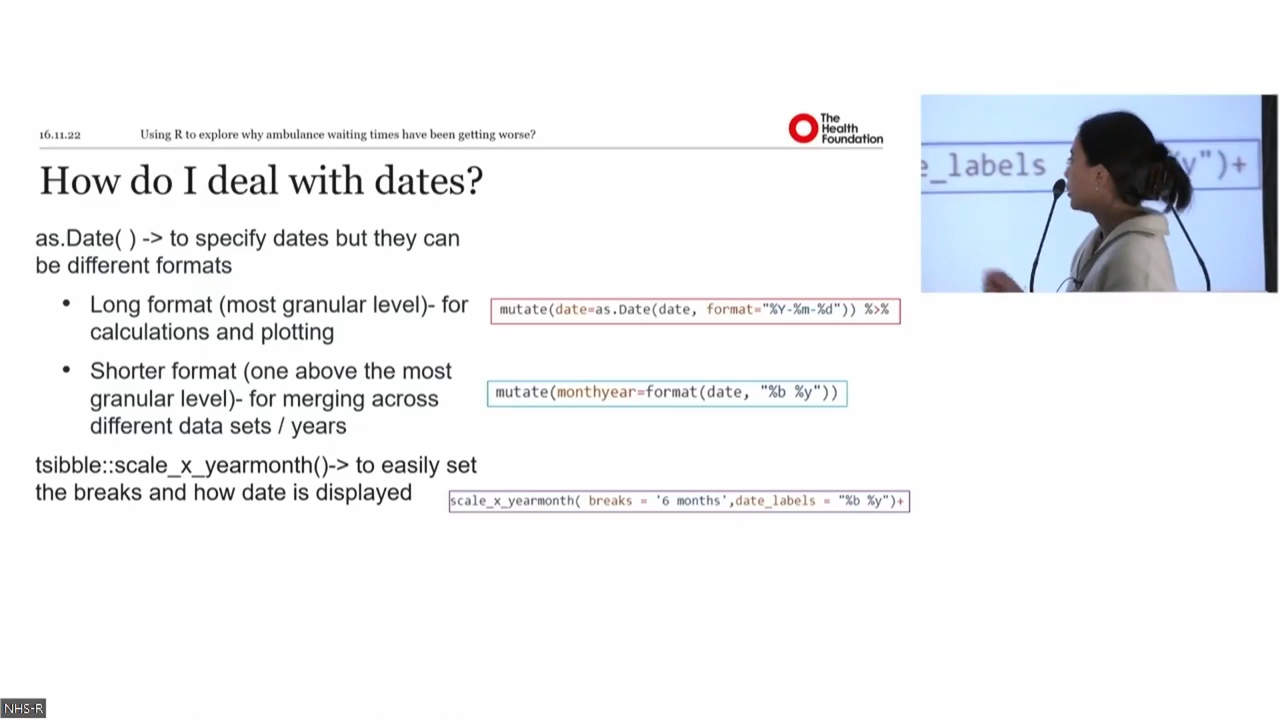 16.11.22
Using R to explore why ambulance waiting times have been getting worse?
The
Health
Foundation
How do I deal with dates?
as.Date( ) -> to specify dates but they can
be different formats
• Long format (most granular level)- for
calculations and plotting
mutate(date=as.Date(date, format="%Y-%m-%d")) %>%
• Shorter format (one above the most
granular level)- for merging across
different data sets / years
mutate(monthyear=format(date, "%b %y"))
tsibble::scale_x_yearmonth()-> to easily set
the breaks and how date is displayed
scale_x_yearmonth( breaks = '6 months',date_labels = "%b %y")+
e_labels y")+
NHS-R